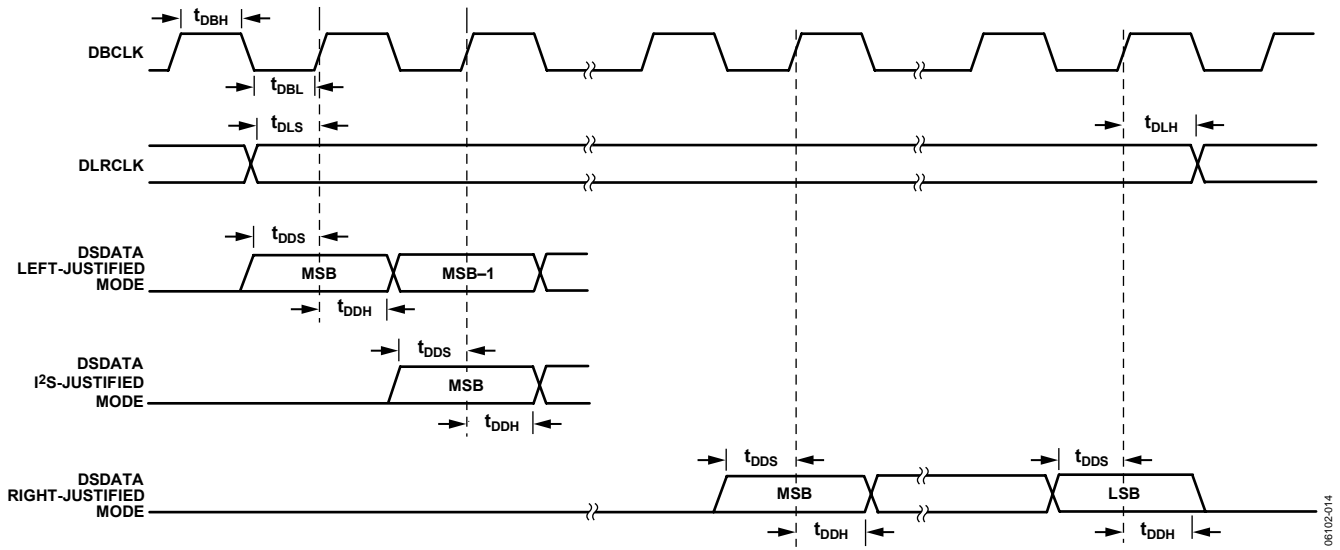 tDBH
DBCLK
tDBL
tDLS
tDLH
DLRCLK
DSDATA
LEFT-JUSTIFIED
MODE
tDDS
MSB
MSB–1
tDDH
DSDATA
I2S-JUSTIFIED
MODE
tDDS
MSB
tDDH
DSDATA
RIGHT-JUSTIFIED
MODE
tDDS
tDDS
MSB
LSB
tDDH
tDDH
06102-014